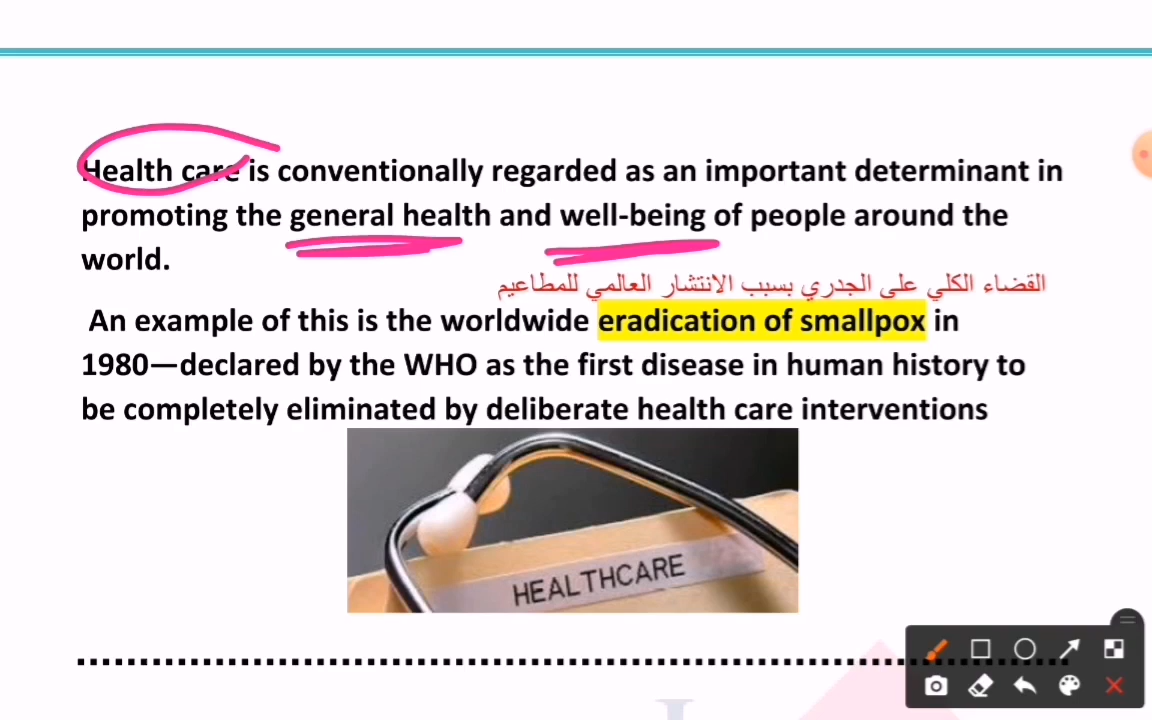 Health care is conventionally regarded as an important determinant in
promoting the general health and well-being of people around the
world.
القضاء الكلي على الجدري بسبب الانتشار العالمي للمطاعيم
An example of this is the worldwide eradication of smallpox in
1980—declared by the WHO as the first disease in human history to
be completely eliminated by deliberate health care interventions
HEALTHCARE